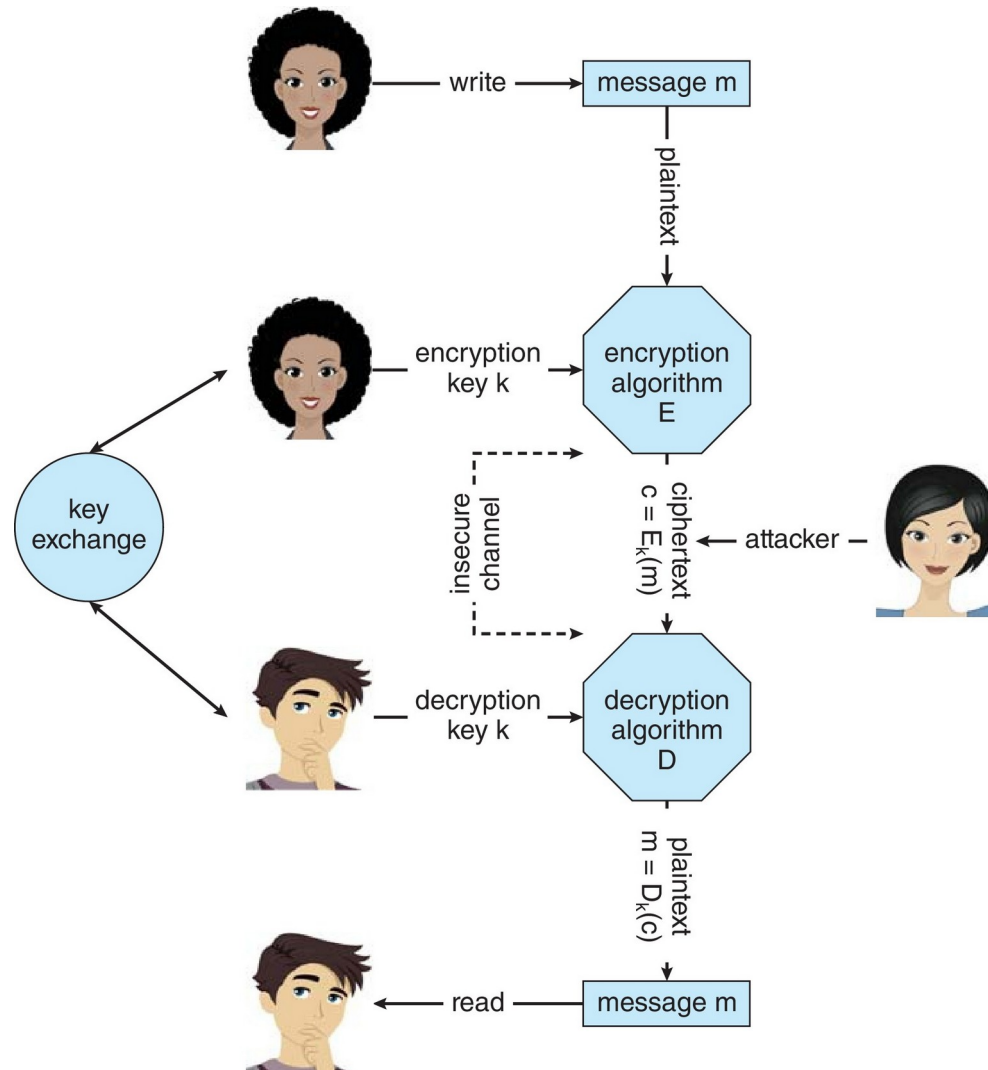 write
message m
plaintext
encryption
key k
encryption
algorithm
E
key
exchange
insecure
channel
ciphertext
c = Eₖ(m)
attacker
decryption
key k
decryption
algorithm
D
plaintext
m = Dₖ(c)
read
message m